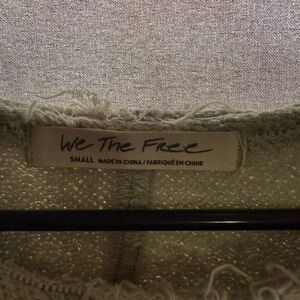 We The Free
SMALL MADE IN CHINA / FABRIQUÉ EN CHINE